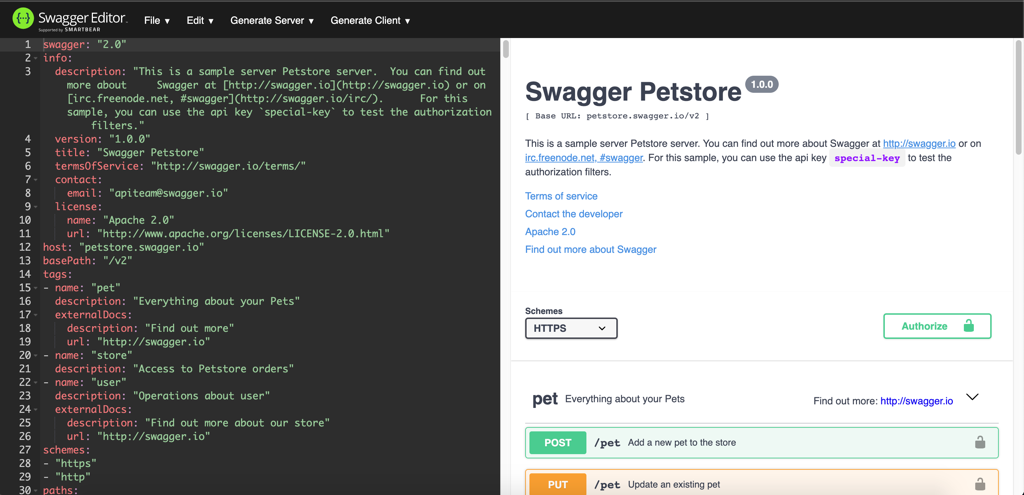 Swagger Editor.
Supported by SMARTBEAR
File ▾ Edit ▾ Generate Server ▾ Generate Client ▾
1 swagger: "2.0"
2 info:
3 description: "This is a sample server Petstore server.  You can find out
more about     Swagger at [http://swagger.io](http://swagger.io) or on
[irc.freenode.net, #swagger](http://swagger.io/irc/).      For this
sample, you can use the api key `special-key` to test the authorization
filters."
4 version: "1.0.0"
5 title: "Swagger Petstore"
6 termsOfService: "http://swagger.io/terms/"
7 contact:
8 email: "apiteam@swagger.io"
9 license:
10 name: "Apache 2.0"
11 url: "http://www.apache.org/licenses/LICENSE-2.0.html"
12 host: "petstore.swagger.io"
13 basePath: "/v2"
14 tags:
15 - name: "pet"
16 description: "Everything about your Pets"
17 externalDocs:
18 description: "Find out more"
19 url: "http://swagger.io"
20 - name: "store"
21 description: "Access to Petstore orders"
22 - name: "user"
23 description: "Operations about user"
24 externalDocs:
25 description: "Find out more about our store"
26 url: "http://swagger.io"
27 schemes:
28 - "https"
29 - "http"
30 paths:
Swagger Petstore 1.0.0
[ Base URL: petstore.swagger.io/v2 ]
This is a sample server Petstore server. You can find out more about Swagger at http://swagger.io or on
irc.freenode.net, #swagger. For this sample, you can use the api key special-key to test the
authorization filters.
Terms of service
Contact the developer
Apache 2.0
Find out more about Swagger
Schemes
HTTPS
Authorize
pet Everything about your Pets Find out more: http://swagger.io
POST /pet Add a new pet to the store
PUT /pet Update an existing pet